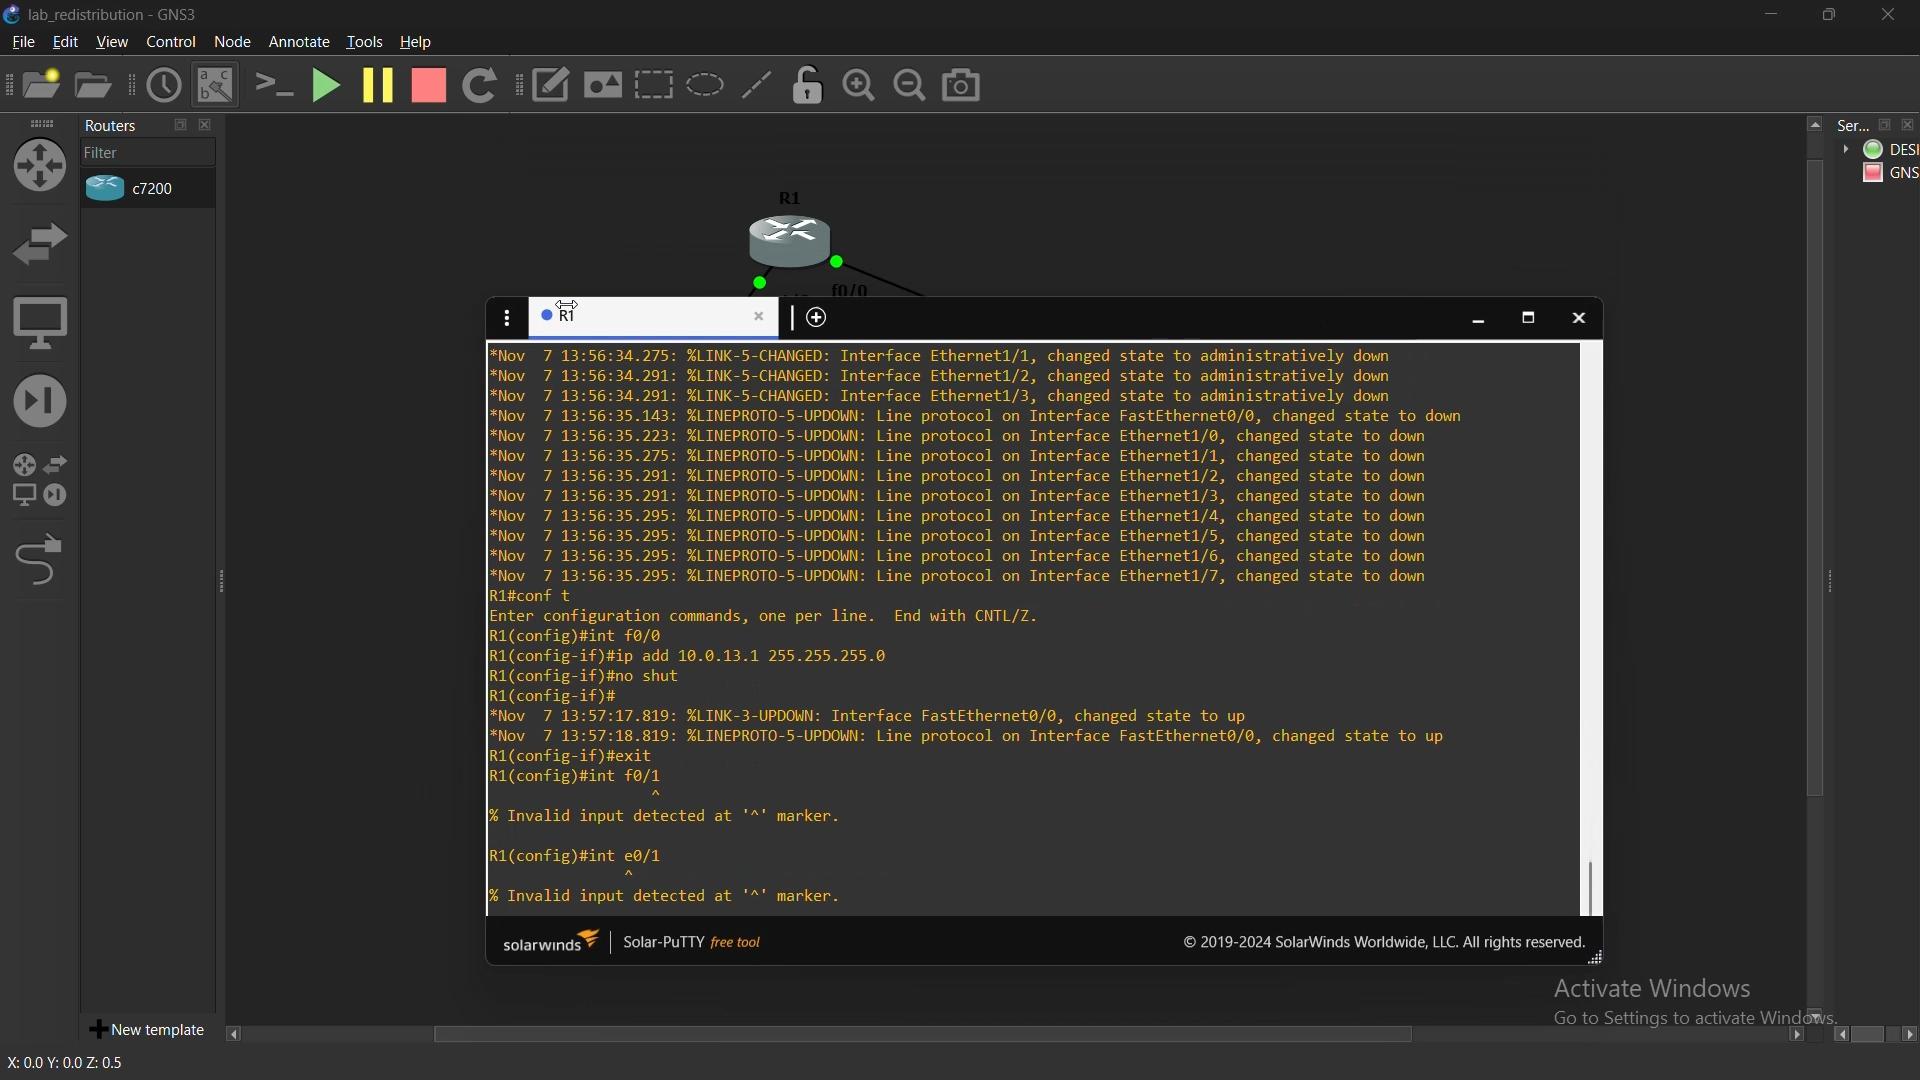 lab_redistribution - GNS3
File Edit View Control Node Annotate Tools Help
Routers
Ser...
Filter
c7200
DES
GNS
R1
f0/0
R1
*Nov  7 13:56:34.275: %LINK-5-CHANGED: Interface Ethernet1/1, changed state to administratively down
*Nov  7 13:56:34.291: %LINK-5-CHANGED: Interface Ethernet1/2, changed state to administratively down
*Nov  7 13:56:34.291: %LINK-5-CHANGED: Interface Ethernet1/3, changed state to administratively down
*Nov  7 13:56:35.143: %LINEPROTO-5-UPDOWN: Line protocol on Interface FastEthernet0/0, changed state to down
*Nov  7 13:56:35.223: %LINEPROTO-5-UPDOWN: Line protocol on Interface Ethernet1/0, changed state to down
*Nov  7 13:56:35.275: %LINEPROTO-5-UPDOWN: Line protocol on Interface Ethernet1/1, changed state to down
*Nov  7 13:56:35.291: %LINEPROTO-5-UPDOWN: Line protocol on Interface Ethernet1/2, changed state to down
*Nov  7 13:56:35.291: %LINEPROTO-5-UPDOWN: Line protocol on Interface Ethernet1/3, changed state to down
*Nov  7 13:56:35.295: %LINEPROTO-5-UPDOWN: Line protocol on Interface Ethernet1/4, changed state to down
*Nov  7 13:56:35.295: %LINEPROTO-5-UPDOWN: Line protocol on Interface Ethernet1/5, changed state to down
*Nov  7 13:56:35.295: %LINEPROTO-5-UPDOWN: Line protocol on Interface Ethernet1/6, changed state to down
*Nov  7 13:56:35.295: %LINEPROTO-5-UPDOWN: Line protocol on Interface Ethernet1/7, changed state to down
R1#conf t
Enter configuration commands, one per line.  End with CNTL/Z.
R1(config)#int f0/0
R1(config-if)#ip add 10.0.13.1 255.255.255.0
R1(config-if)#no shut
R1(config-if)#
*Nov  7 13:57:17.819: %LINK-3-UPDOWN: Interface FastEthernet0/0, changed state to up
*Nov  7 13:57:18.819: %LINEPROTO-5-UPDOWN: Line protocol on Interface FastEthernet0/0, changed state to up
R1(config-if)#exit
R1(config)#int f0/1
^
% Invalid input detected at '^' marker.
R1(config)#int e0/1
^
% Invalid input detected at '^' marker.
solarwinds Solar-PuTTY free tool © 2019-2024 SolarWinds Worldwide, LLC. All rights reserved.
Activate Windows
Go to Settings to activate Windows.
New template
X: 0.0 Y: 0.0 Z: 0.5